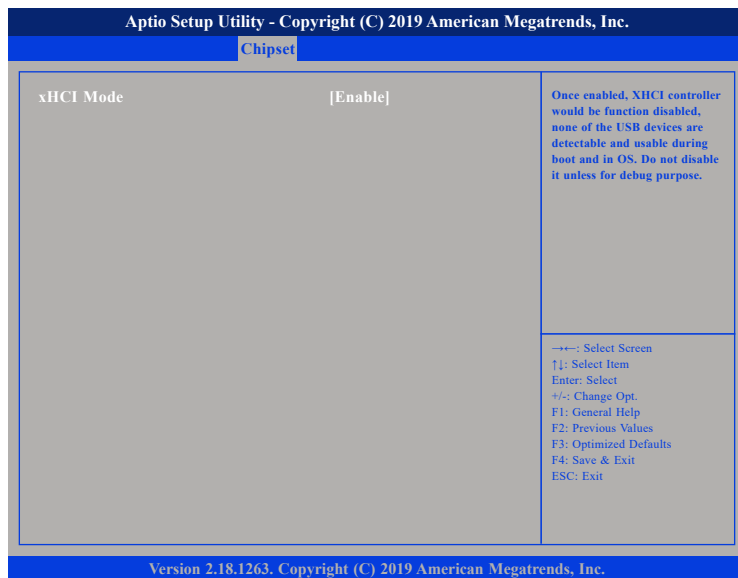 Aptio Setup Utility - Copyright (C) 2019 American Megatrends, Inc.
Chipset
xHCI Mode [Enable]
Once enabled, XHCI controller
would be function disabled,
none of the USB devices are
detectable and usable during
boot and in OS. Do not disable
it unless for debug purpose.
→←: Select Screen
↑↓: Select Item
Enter: Select
+/-: Change Opt.
F1: General Help
F2: Previous Values
F3: Optimized Defaults
F4: Save & Exit
ESC: Exit
Version 2.18.1263. Copyright (C) 2019 American Megatrends, Inc.